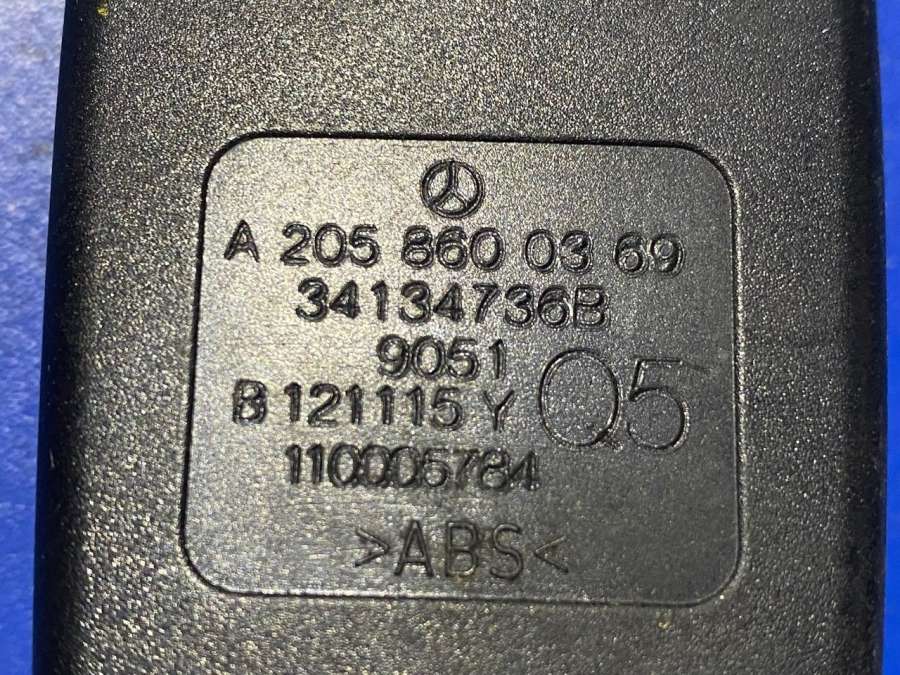 A 205 860 03 69
34134736B
9051
B 121115 Y Q5
110005784
>ABS<